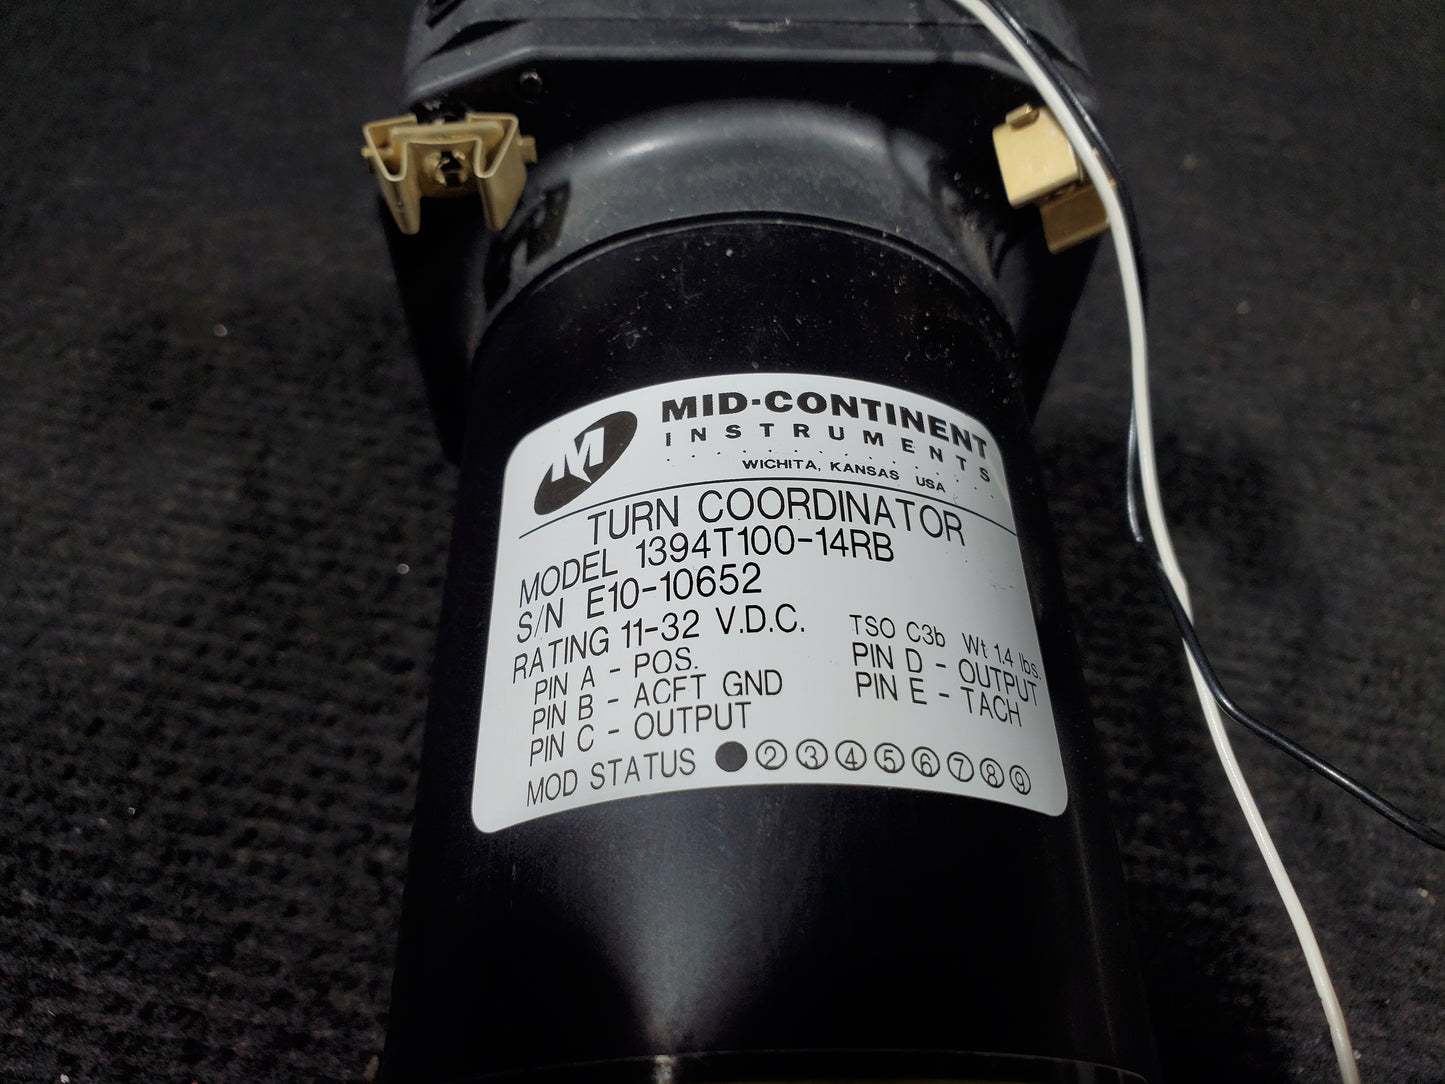 M
MID-CONTINENT
INSTRUMENTS
WICHITA, KANSAS USA
TURN COORDINATOR
MODEL 1394T100-14RB
S/N E10-10652
RATING 11-32 V.D.C. TSO C3b Wt 1.4 lbs.
PIN A - POS. PIN D - OUTPUT
PIN B - ACFT GND PIN E - TACH
PIN C - OUTPUT
MOD STATUS ● ② ③ ④ ⑤ ⑥ ⑦ ⑧ ⑨